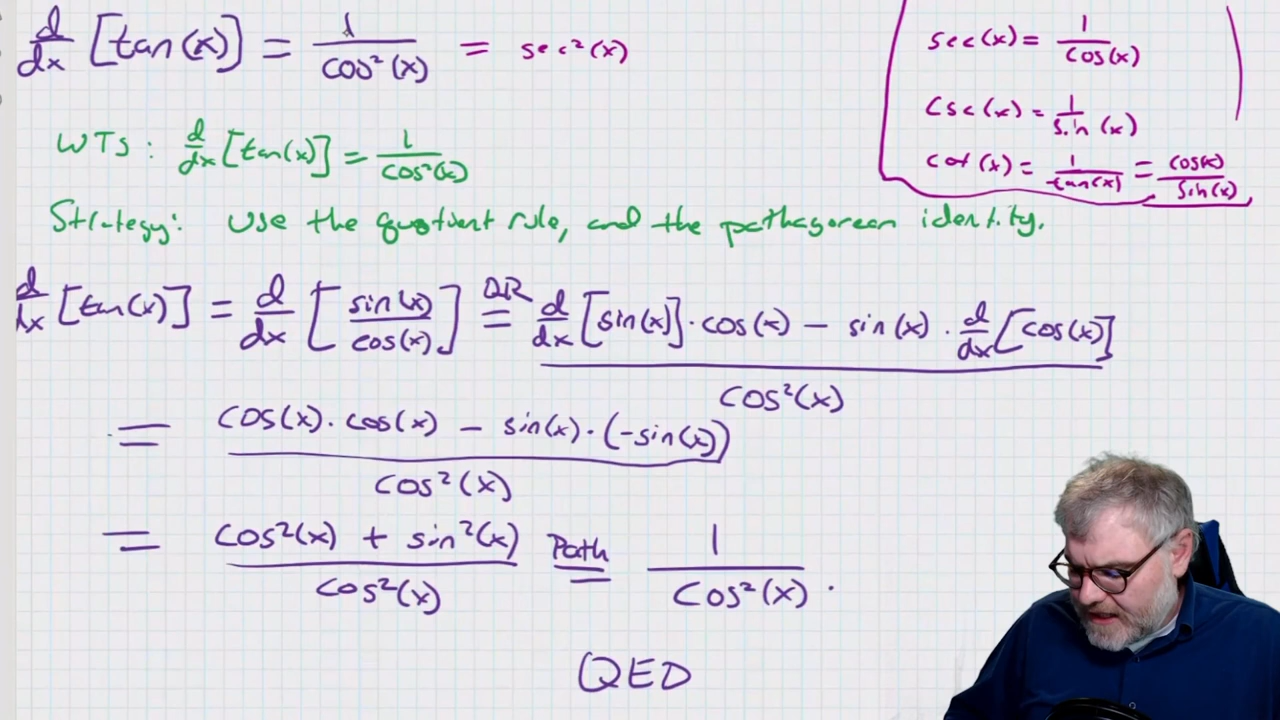 d/dx [tan(x)] = 1/cos²(x) = sec²(x)
sec(x) = 1/cos(x)
csc(x) = 1/sin(x)
cot(x) = 1/tan(x) = cos(x)/sin(x)
WTS: d/dx [tan(x)] = 1/cos²(x)
Strategy: Use the quotient rule, and the pathagorean identity.
d/dx [tan(x)] = d/dx [sin(x)/cos(x)] QR= (d/dx [sin(x)]·cos(x) − sin(x)·d/dx [cos(x)])/cos²(x)
= (cos(x)·cos(x) − sin(x)·(−sin(x)))/cos²(x)
= (cos²(x) + sin²(x))/cos²(x) Path= 1/cos²(x).
QED